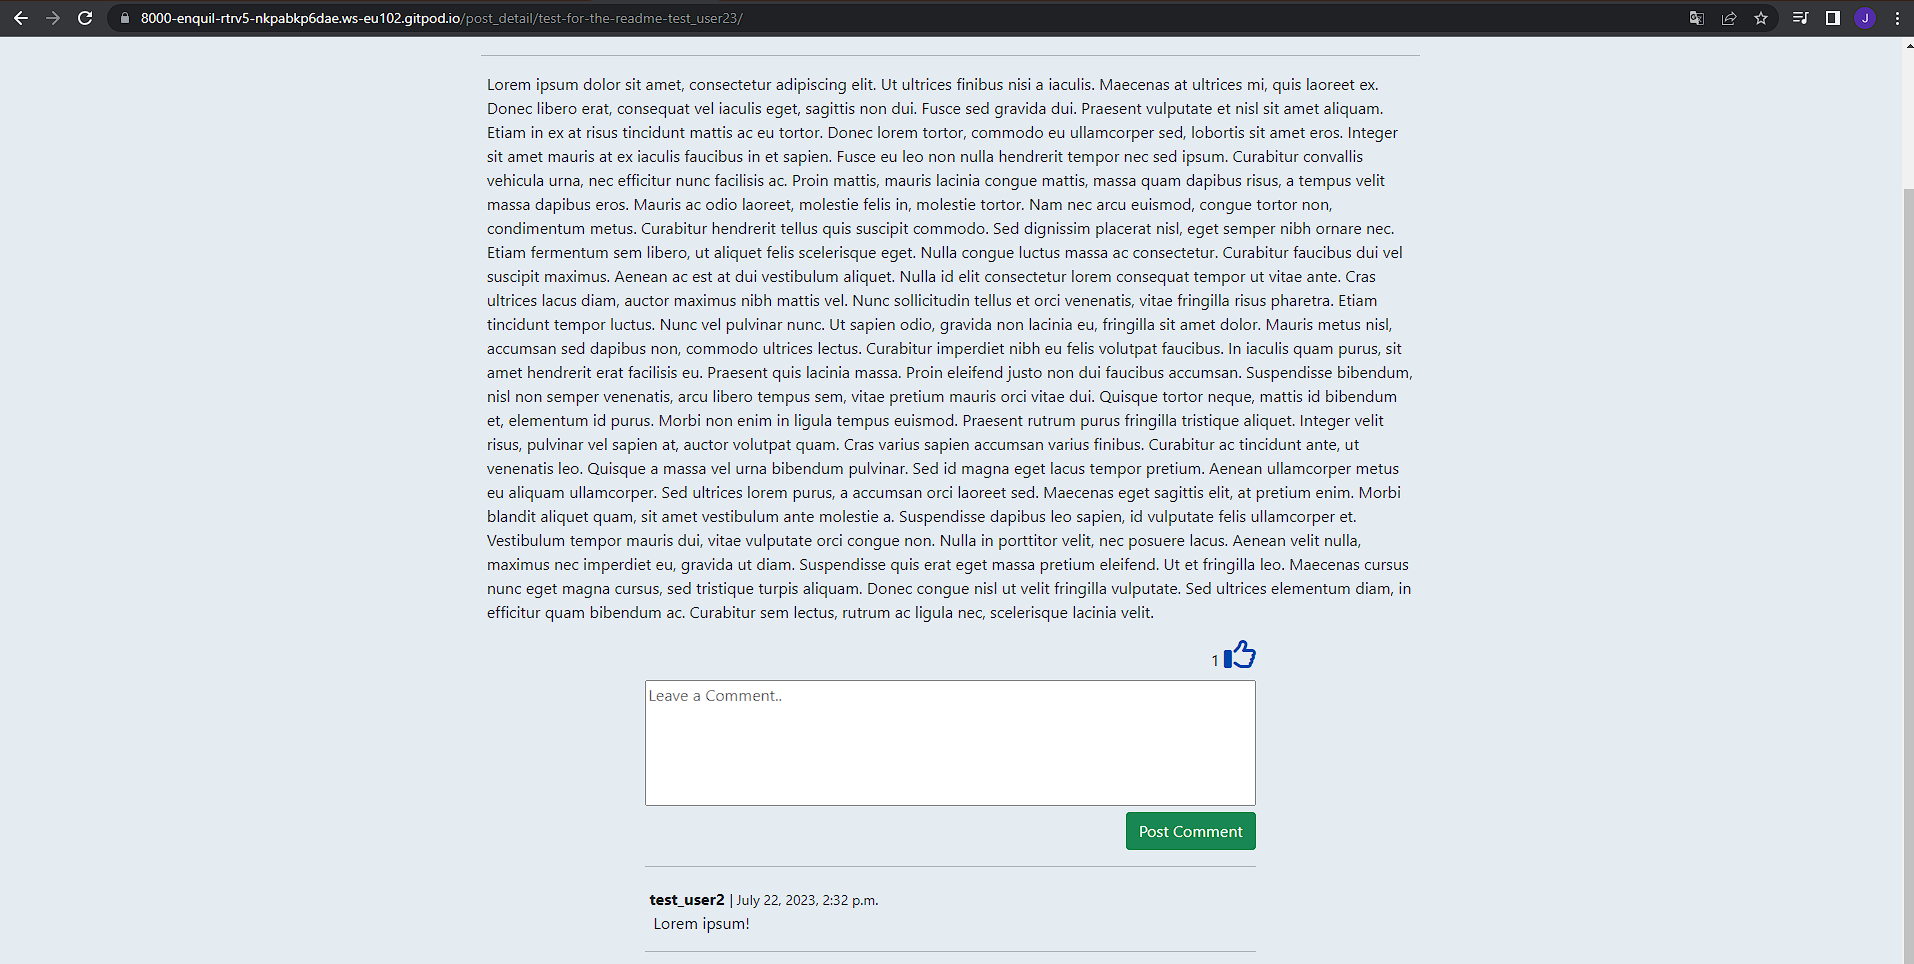 8000-enquil-rtrv5-nkpabkp6dae.ws-eu102.gitpod.io/post_detail/test-for-the-readme-test_user23/
J
Lorem ipsum dolor sit amet, consectetur adipiscing elit. Ut ultrices finibus nisi a iaculis. Maecenas at ultrices mi, quis laoreet ex.
Donec libero erat, consequat vel iaculis eget, sagittis non dui. Fusce sed gravida dui. Praesent vulputate et nisl sit amet aliquam.
Etiam in ex at risus tincidunt mattis ac eu tortor. Donec lorem tortor, commodo eu ullamcorper sed, lobortis sit amet eros. Integer
sit amet mauris at ex iaculis faucibus in et sapien. Fusce eu leo non nulla hendrerit tempor nec sed ipsum. Curabitur convallis
vehicula urna, nec efficitur nunc facilisis ac. Proin mattis, mauris lacinia congue mattis, massa quam dapibus risus, a tempus velit
massa dapibus eros. Mauris ac odio laoreet, molestie felis in, molestie tortor. Nam nec arcu euismod, congue tortor non,
condimentum metus. Curabitur hendrerit tellus quis suscipit commodo. Sed dignissim placerat nisl, eget semper nibh ornare nec.
Etiam fermentum sem libero, ut aliquet felis scelerisque eget. Nulla congue luctus massa ac consectetur. Curabitur faucibus dui vel
suscipit maximus. Aenean ac est at dui vestibulum aliquet. Nulla id elit consectetur lorem consequat tempor ut vitae ante. Cras
ultrices lacus diam, auctor maximus nibh mattis vel. Nunc sollicitudin tellus et orci venenatis, vitae fringilla risus pharetra. Etiam
tincidunt tempor luctus. Nunc vel pulvinar nunc. Ut sapien odio, gravida non lacinia eu, fringilla sit amet dolor. Mauris metus nisl,
accumsan sed dapibus non, commodo ultrices lectus. Curabitur imperdiet nibh eu felis volutpat faucibus. In iaculis quam purus, sit
amet hendrerit erat facilisis eu. Praesent quis lacinia massa. Proin eleifend justo non dui faucibus accumsan. Suspendisse bibendum,
nisl non semper venenatis, arcu libero tempus sem, vitae pretium mauris orci vitae dui. Quisque tortor neque, mattis id bibendum
et, elementum id purus. Morbi non enim in ligula tempus euismod. Praesent rutrum purus fringilla tristique aliquet. Integer velit
risus, pulvinar vel sapien at, auctor volutpat quam. Cras varius sapien accumsan varius finibus. Curabitur ac tincidunt ante, ut
venenatis leo. Quisque a massa vel urna bibendum pulvinar. Sed id magna eget lacus tempor pretium. Aenean ullamcorper metus
eu aliquam ullamcorper. Sed ultrices lorem purus, a accumsan orci laoreet sed. Maecenas eget sagittis elit, at pretium enim. Morbi
blandit aliquet quam, sit amet vestibulum ante molestie a. Suspendisse dapibus leo sapien, id vulputate felis ullamcorper et.
Vestibulum tempor mauris dui, vitae vulputate orci congue non. Nulla in porttitor velit, nec posuere lacus. Aenean velit nulla,
maximus nec imperdiet eu, gravida ut diam. Suspendisse quis erat eget massa pretium eleifend. Ut et fringilla leo. Maecenas cursus
nunc eget magna cursus, sed tristique turpis aliquam. Donec congue nisl ut velit fringilla vulputate. Sed ultrices elementum diam, in
efficitur quam bibendum ac. Curabitur sem lectus, rutrum ac ligula nec, scelerisque lacinia velit.
1
Leave a Comment..
Post Comment
test_user2 | July 22, 2023, 2:32 p.m.
Lorem ipsum!